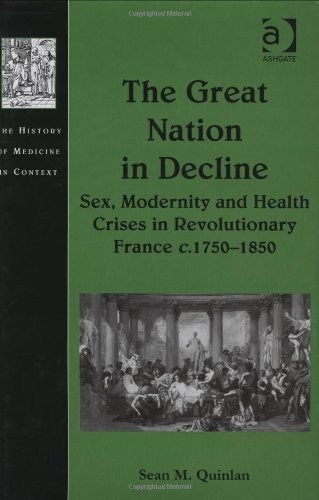 a
ASHGATE
HE HISTORY
OF MEDICINE
IN CONTEXT
The Great
Nation
in Decline
Sex, Modernity and Health
Crises in Revolutionary
France c.1750–1850
Sean M. Quinlan